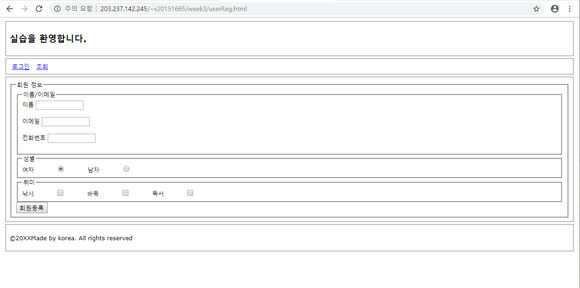 주의 요함 | 203.237.142.245/~s20151665/week3/userReg.html
실습을 환영합니다.
로그인 조회
회원 정보
이름/이메일
이름
이메일
전화번호
성별
여자 남자
취미
낚시 바둑 독서
회원등록
©20XXMade by korea. All rights reserved